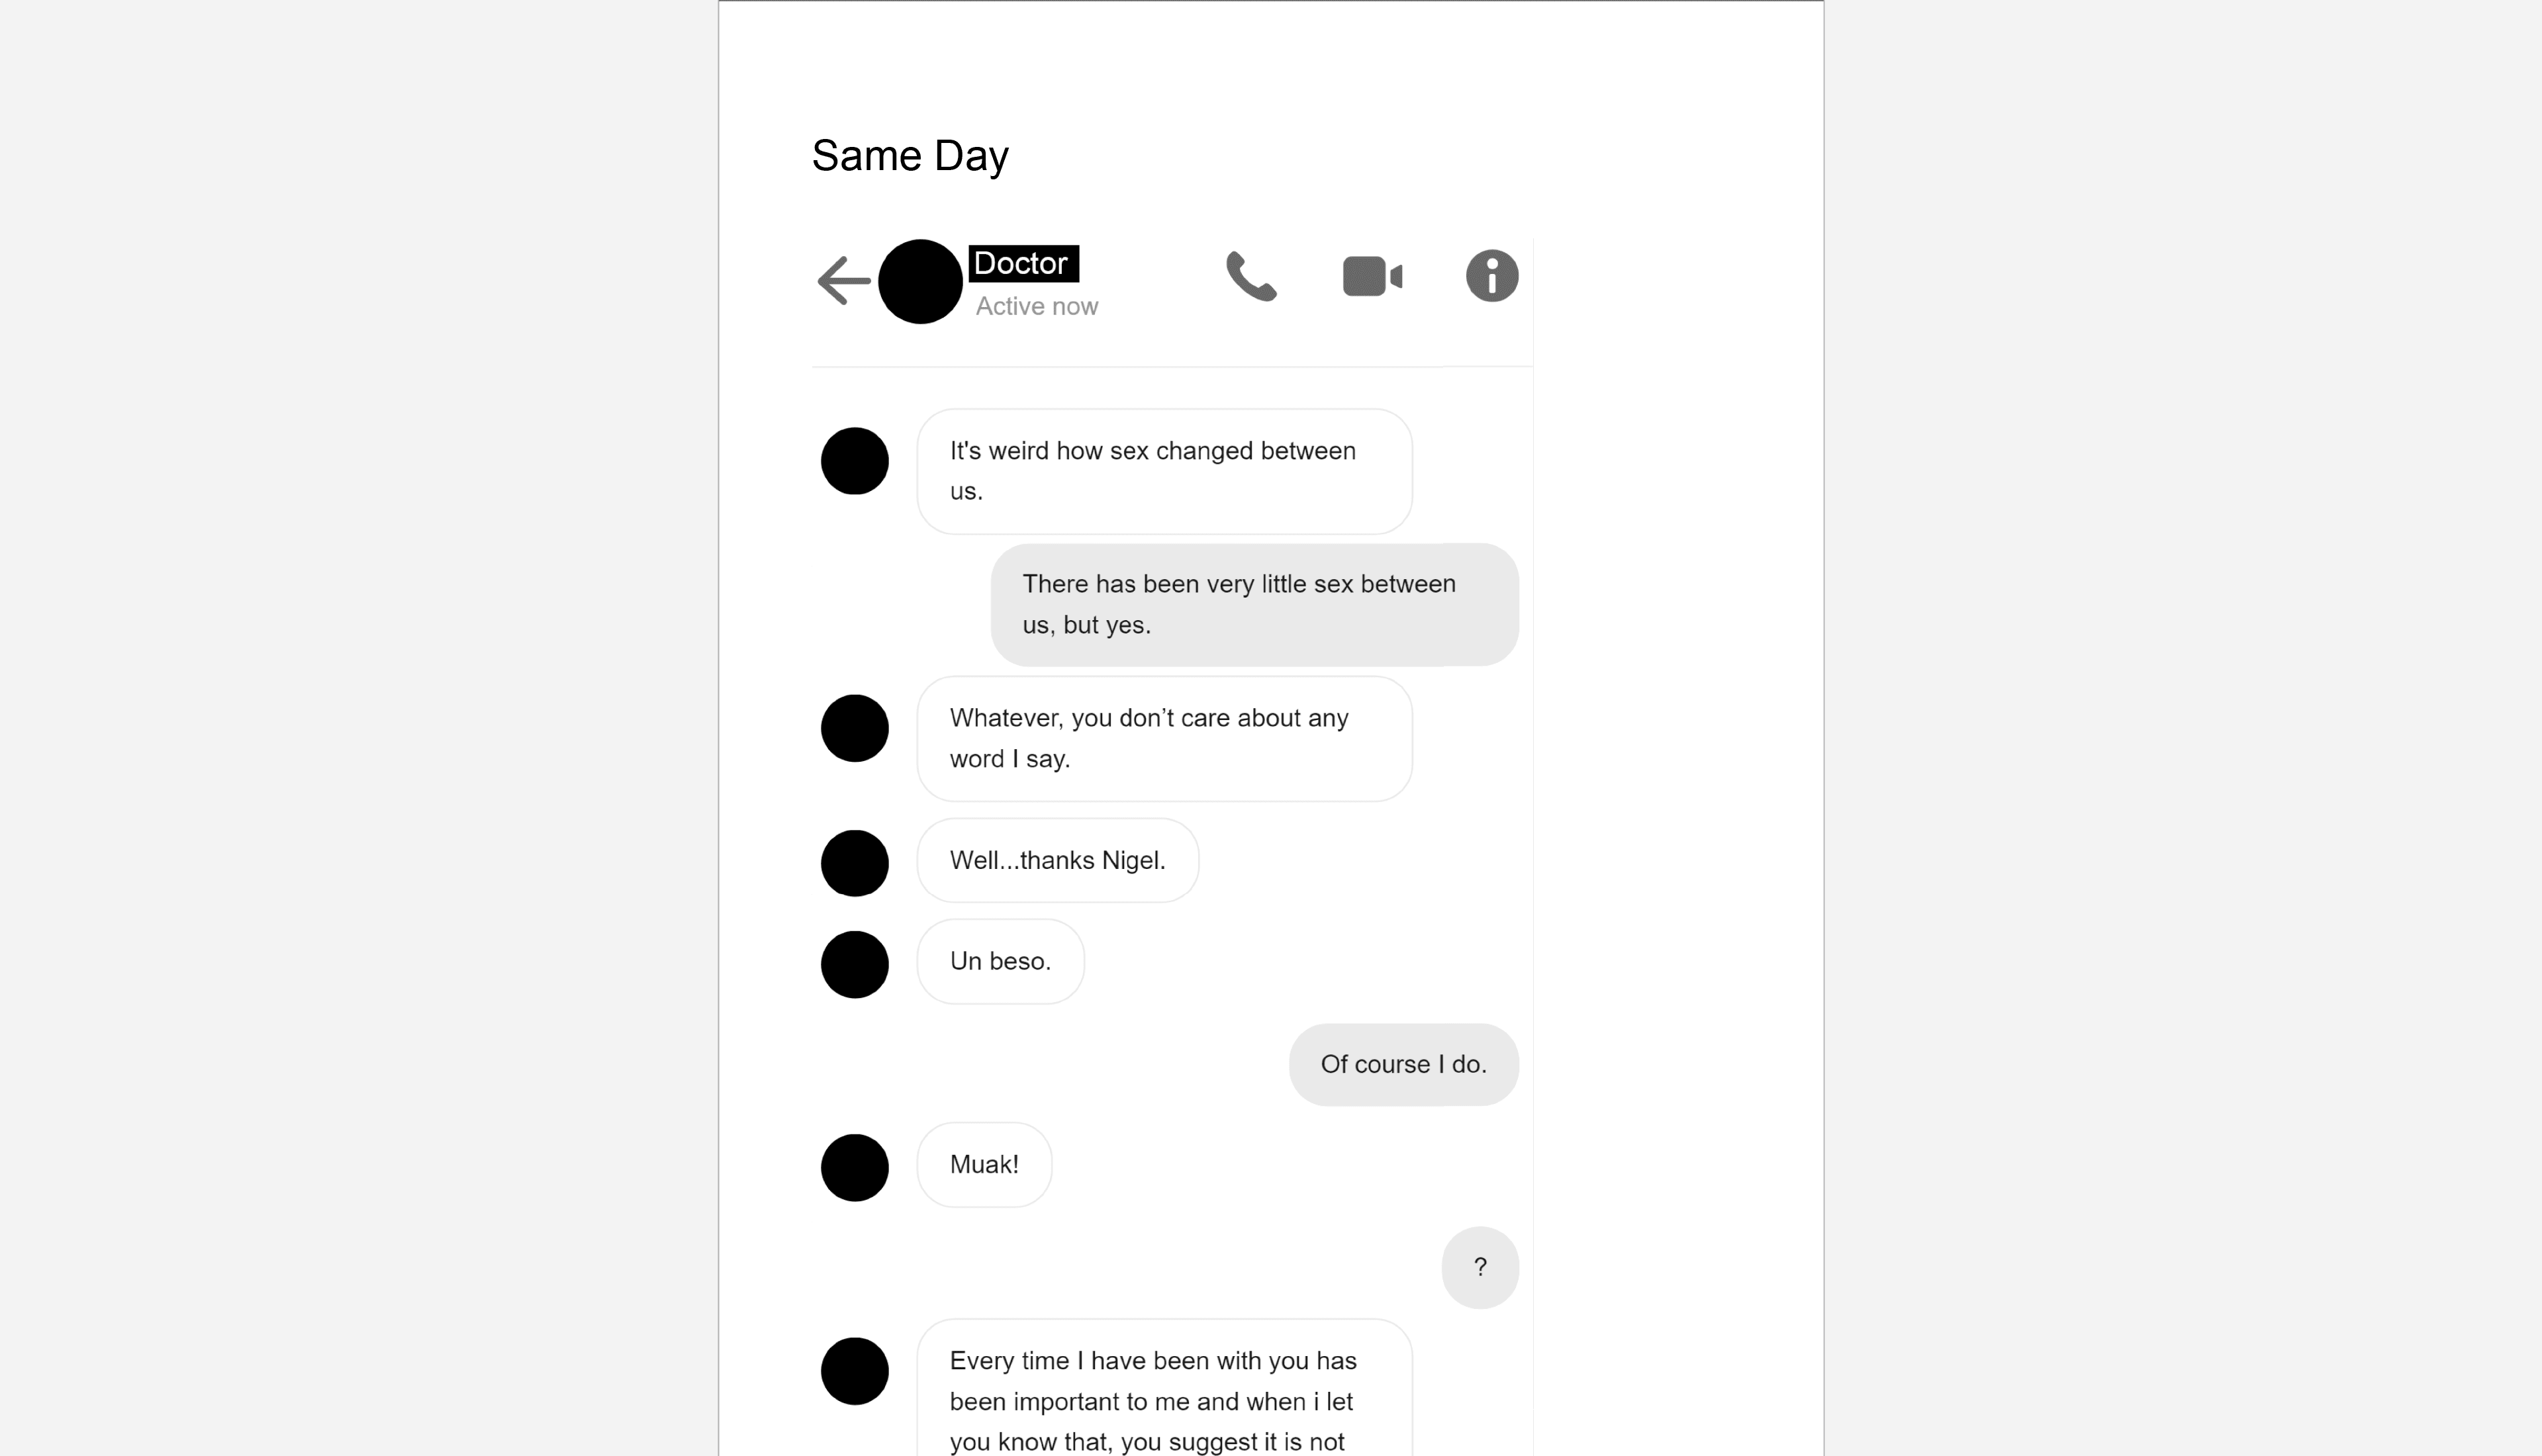 Same Day
Doctor
Active now
It's weird how sex changed between
us.
There has been very little sex between
us, but yes.
Whatever, you don’t care about any
word I say.
Well...thanks Nigel.
Un beso.
Of course I do.
Muak!
?
Every time I have been with you has
been important to me and when i let
you know that, you suggest it is not